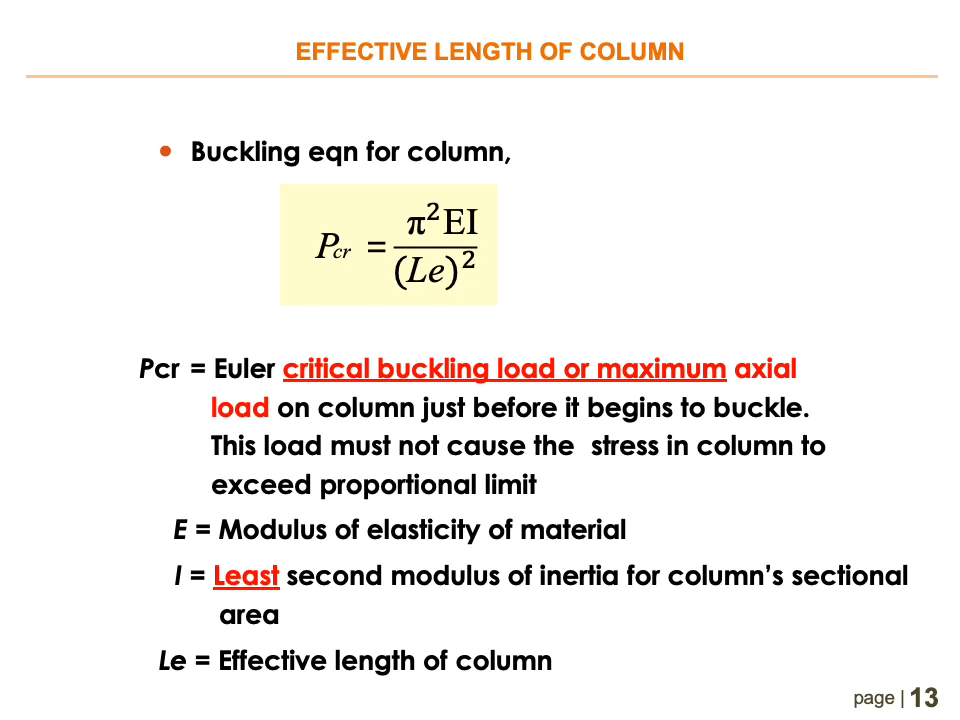 EFFECTIVE LENGTH OF COLUMN
• Buckling eqn for column,
Pcr = π²EI / (Le)²
Pcr = Euler critical buckling load or maximum axial
load on column just before it begins to buckle.
This load must not cause the stress in column to
exceed proportional limit
E = Modulus of elasticity of material
I = Least second modulus of inertia for column’s sectional
area
Le = Effective length of column
page | 13